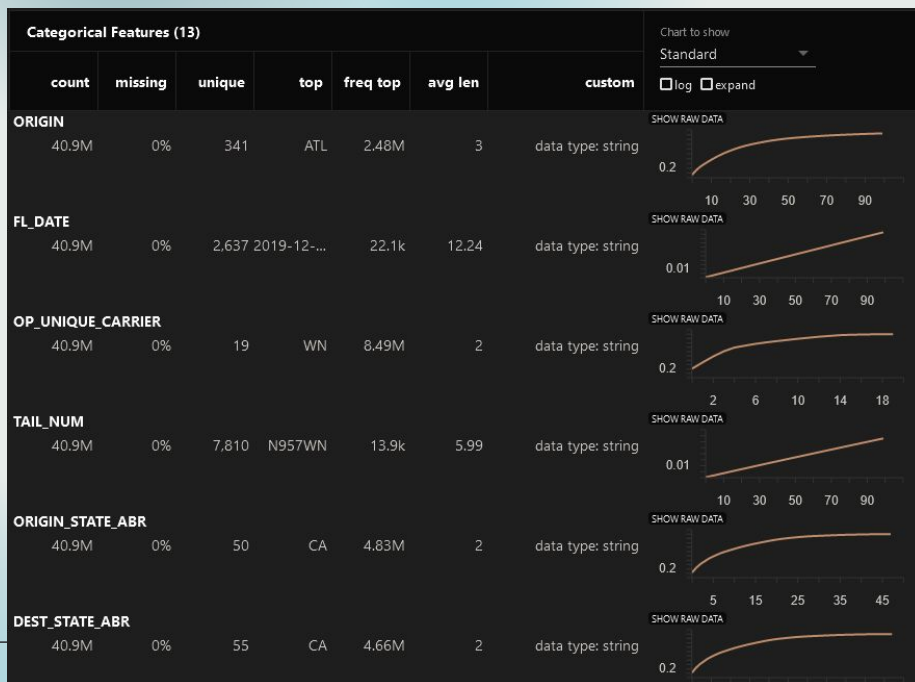 Categorical Features (13)
Chart to show
Standard
count missing unique top freq top avg len custom
log expand
ORIGIN
SHOW RAW DATA
40.9M 0% 341 ATL 2.48M 3 data type: string
0.2
10 30 50 70 90
FL_DATE
SHOW RAW DATA
40.9M 0% 2,637 2019-12-... 22.1k 12.24 data type: string
0.01
10 30 50 70 90
OP_UNIQUE_CARRIER
SHOW RAW DATA
40.9M 0% 19 WN 8.49M 2 data type: string
0.2
2 6 10 14 18
TAIL_NUM
SHOW RAW DATA
40.9M 0% 7,810 N957WN 13.9k 5.99 data type: string
0.01
10 30 50 70 90
ORIGIN_STATE_ABR
SHOW RAW DATA
40.9M 0% 50 CA 4.83M 2 data type: string
0.2
5 15 25 35 45
DEST_STATE_ABR
SHOW RAW DATA
40.9M 0% 55 CA 4.66M 2 data type: string
0.2